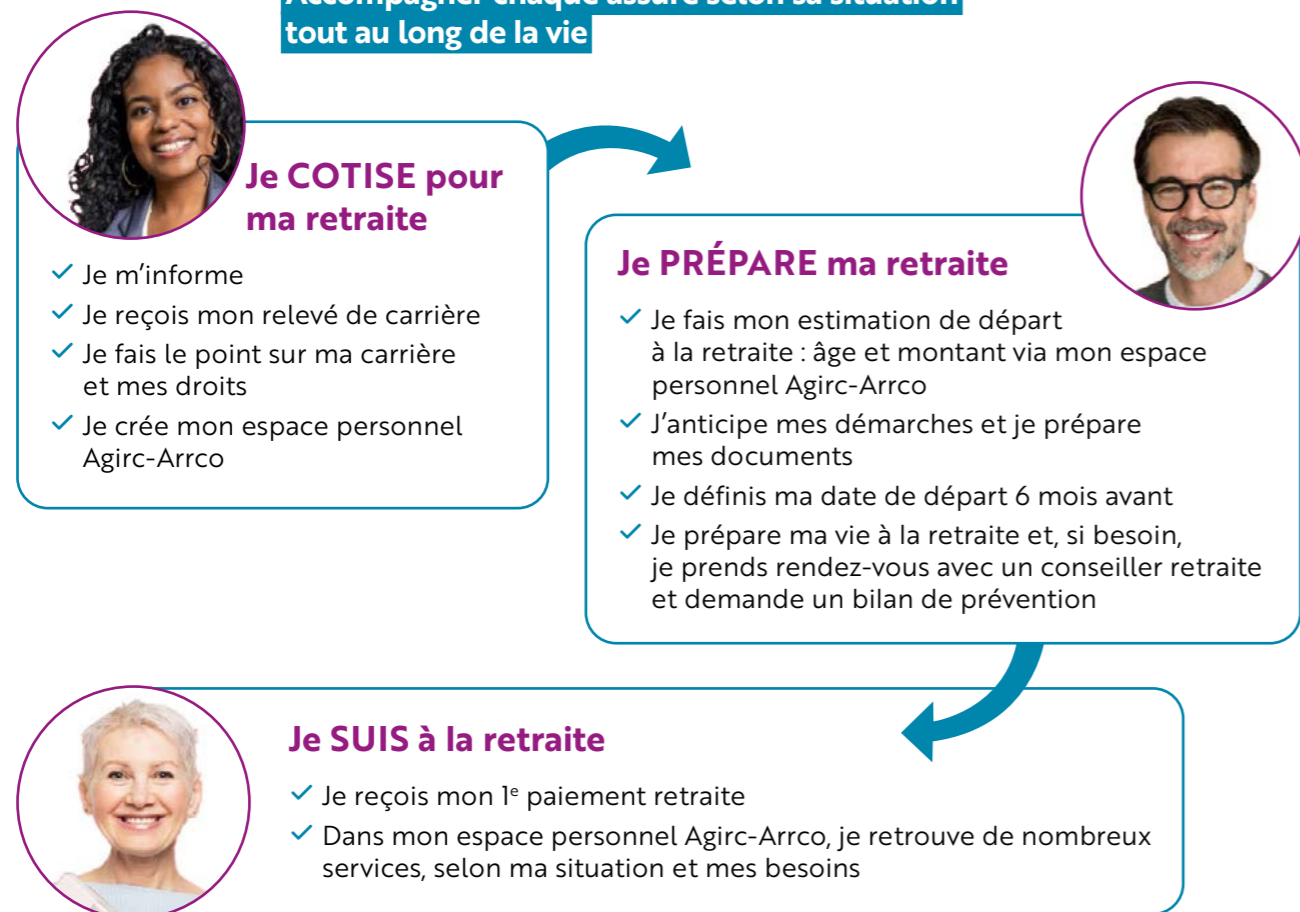 Accompagner chaque assuré selon sa situation
tout au long de la vie
Je COTISE pour
ma retraite
Je m'informe
Je reçois mon relevé de carrière
Je fais le point sur ma carrière
et mes droits
Je crée mon espace personnel
Agirc-Arrco
Je PRÉPARE ma retraite
Je fais mon estimation de départ
à la retraite : âge et montant via mon espace
personnel Agirc-Arrco
J'anticipe mes démarches et je prépare
mes documents
Je définis ma date de départ 6 mois avant
Je prépare ma vie à la retraite et, si besoin,
je prends rendez-vous avec un conseiller retraite
et demande un bilan de prévention
Je SUIS à la retraite
Je reçois mon 1e paiement retraite
Dans mon espace personnel Agirc-Arrco, je retrouve de nombreux
services, selon ma situation et mes besoins